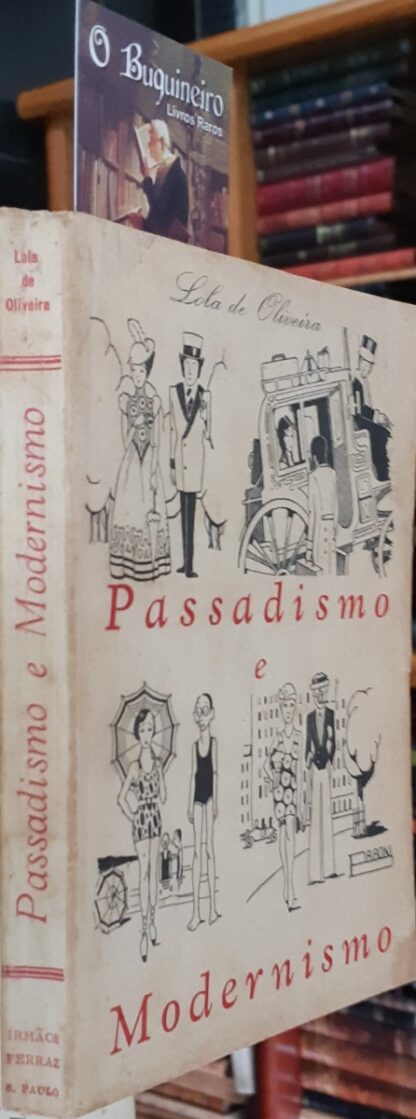 O Buquineiro
Livros Raros
Lola
de
Oliveira
Passadismo e Modernismo
IRMÃOS
FERRAZ
S. PAULO
Lola de Oliveira
Passadismo
e
Modernismo